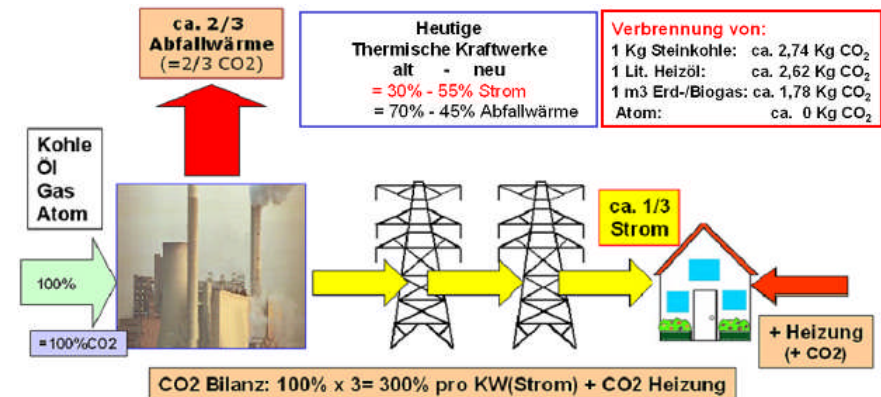 ca. 2/3
Abfallwärme
(=2/3 CO2)
Heutige
Thermische Kraftwerke
alt - neu
= 30% - 55% Strom
= 70% - 45% Abfallwärme
Verbrennung von:
1 Kg Steinkohle: ca. 2,74 Kg CO₂
1 Lit. Heizöl: ca. 2,62 Kg CO₂
1 m3 Erd-/Biogas: ca. 1,78 Kg CO₂
Atom: ca. 0 Kg CO₂
Kohle
Öl
Gas
Atom
100%
=100%CO2
ca. 1/3
Strom
+ Heizung
(+ CO2)
CO2 Bilanz: 100% x 3= 300% pro KW(Strom) + CO2 Heizung